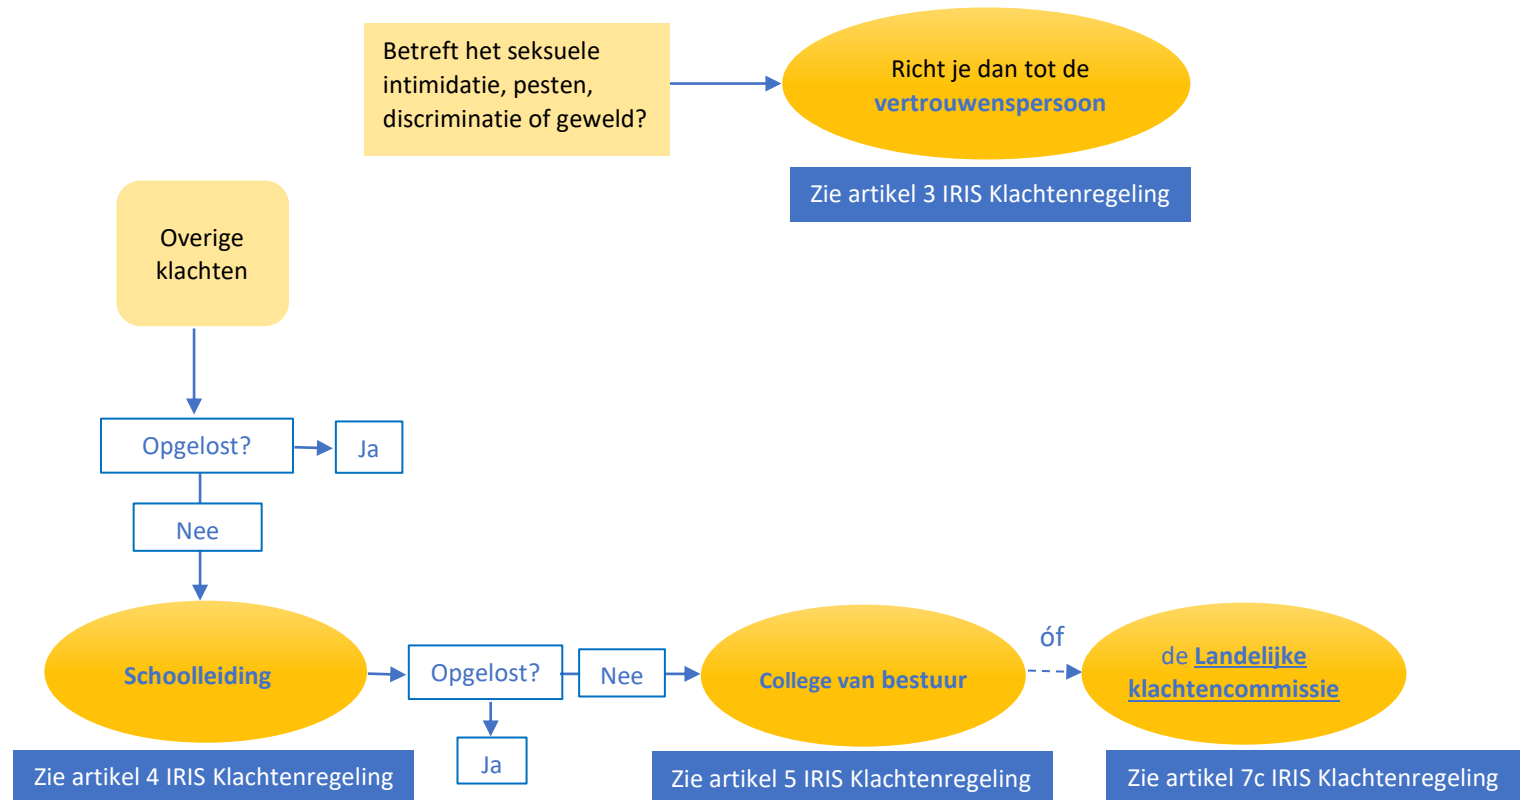 Betreft het seksuele
intimidatie, pesten,
discriminatie of geweld?
Richt je dan tot de
vertrouwenspersoon
Zie artikel 3 IRIS Klachtenregeling
Overige
klachten
Opgelost?
Ja
Nee
Schoolleiding
Zie artikel 4 IRIS Klachtenregeling
Opgelost?
Nee
Ja
College van bestuur
Zie artikel 5 IRIS Klachtenregeling
óf
de Landelijke
klachtencommissie
Zie artikel 7c IRIS Klachtenregeling